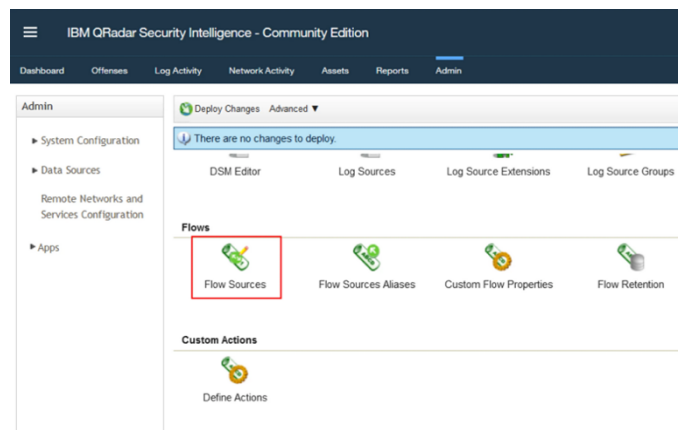 IBM QRadar Security Intelligence - Community Edition
Dashboard Offenses Log Activity Network Activity Assets Reports Admin
Admin
System Configuration
Data Sources
Remote Networks and
Services Configuration
Apps
Deploy Changes Advanced ▼
There are no changes to deploy.
DSM Editor Log Sources Log Source Extensions Log Source Groups
Flows
Flow Sources Flow Sources Aliases Custom Flow Properties Flow Retention
Custom Actions
Define Actions